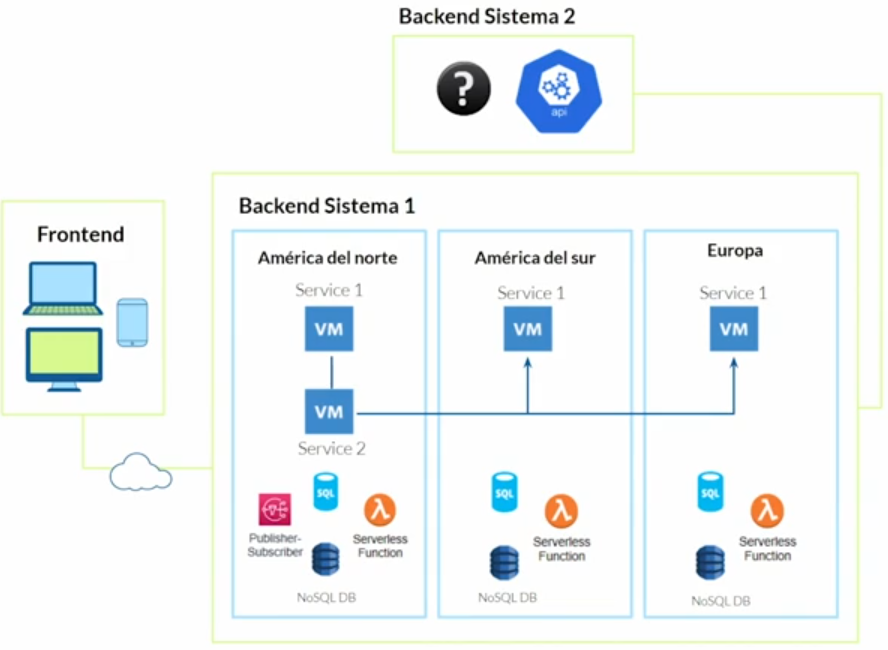 Backend Sistema 2
?
api
Backend Sistema 1
Frontend
América del norte
Service 1
VM
VM
Service 2
SQL
Publisher-
Subscriber
Serverless
Function
NoSQL DB
América del sur
Service 1
VM
SQL
Serverless
Function
NoSQL DB
Europa
Service 1
VM
SQL
Serverless
Function
NoSQL DB